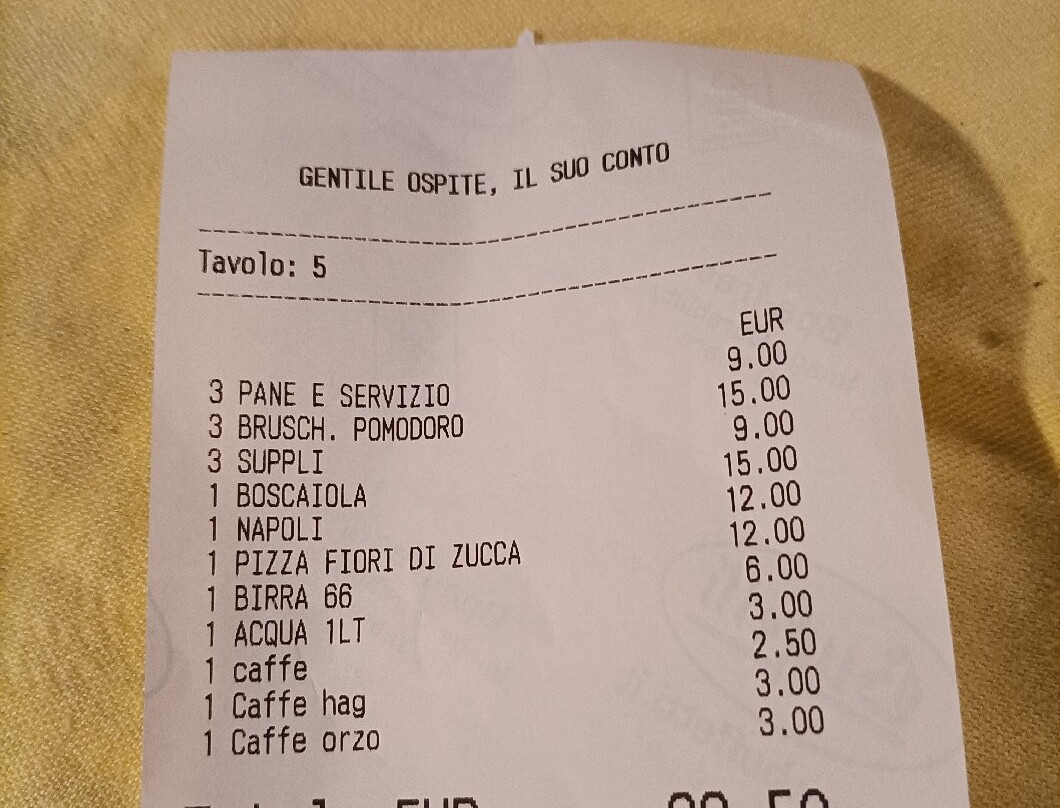 GENTILE OSPITE, IL SUO CONTO
Tavolo: 5
EUR
3 PANE E SERVIZIO 9.00
3 BRUSCH. POMODORO 15.00
3 SUPPLI 9.00
1 BOSCAIOLA 15.00
1 NAPOLI 12.00
1 PIZZA FIORI DI ZUCCA 12.00
1 BIRRA 66 6.00
1 ACQUA 1LT 3.00
1 caffe 2.50
1 Caffe hag 3.00
1 Caffe orzo 3.00